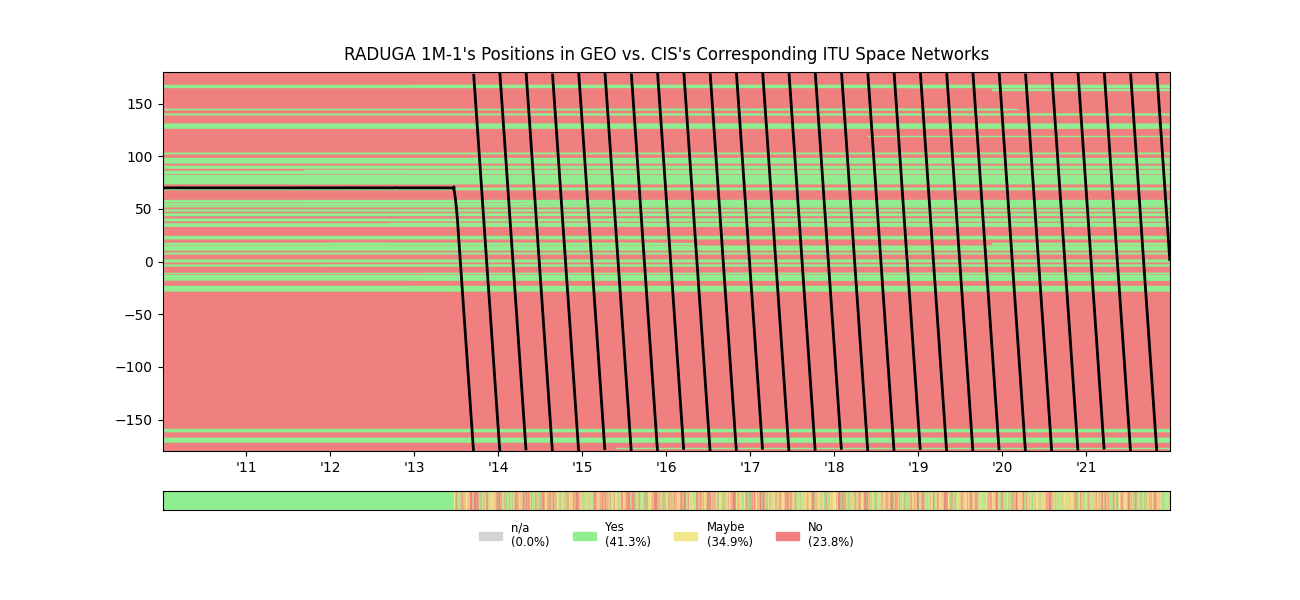 RADUGA 1M-1's Positions in GEO vs. CIS's Corresponding ITU Space Networks
150
100
50
0
−50
−100
−150
'11 '12 '13 '14 '15 '16 '17 '18 '19 '20 '21
n/a Yes Maybe No
(0.0%) (41.3%) (34.9%) (23.8%)